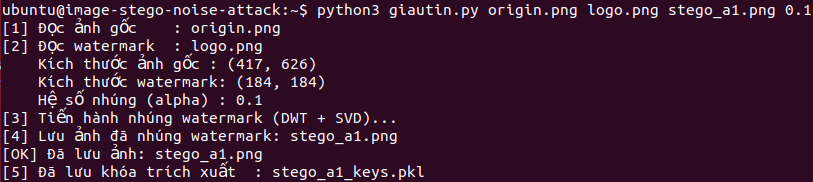 ubuntu@image-stego-noise-attack:~$ python3 giautin.py origin.png logo.png stego_a1.png 0.1
[1] Đọc ảnh gốc    : origin.png
[2] Đọc watermark  : logo.png
    Kích thước ảnh gốc : (417, 626)
    Kích thước watermark: (184, 184)
    Hệ số nhúng (alpha) : 0.1
[3] Tiến hành nhúng watermark (DWT + SVD)...
[4] Lưu ảnh đã nhúng watermark: stego_a1.png
[OK] Đã lưu ảnh: stego_a1.png
[5] Đã lưu khóa trích xuất  : stego_a1_keys.pkl